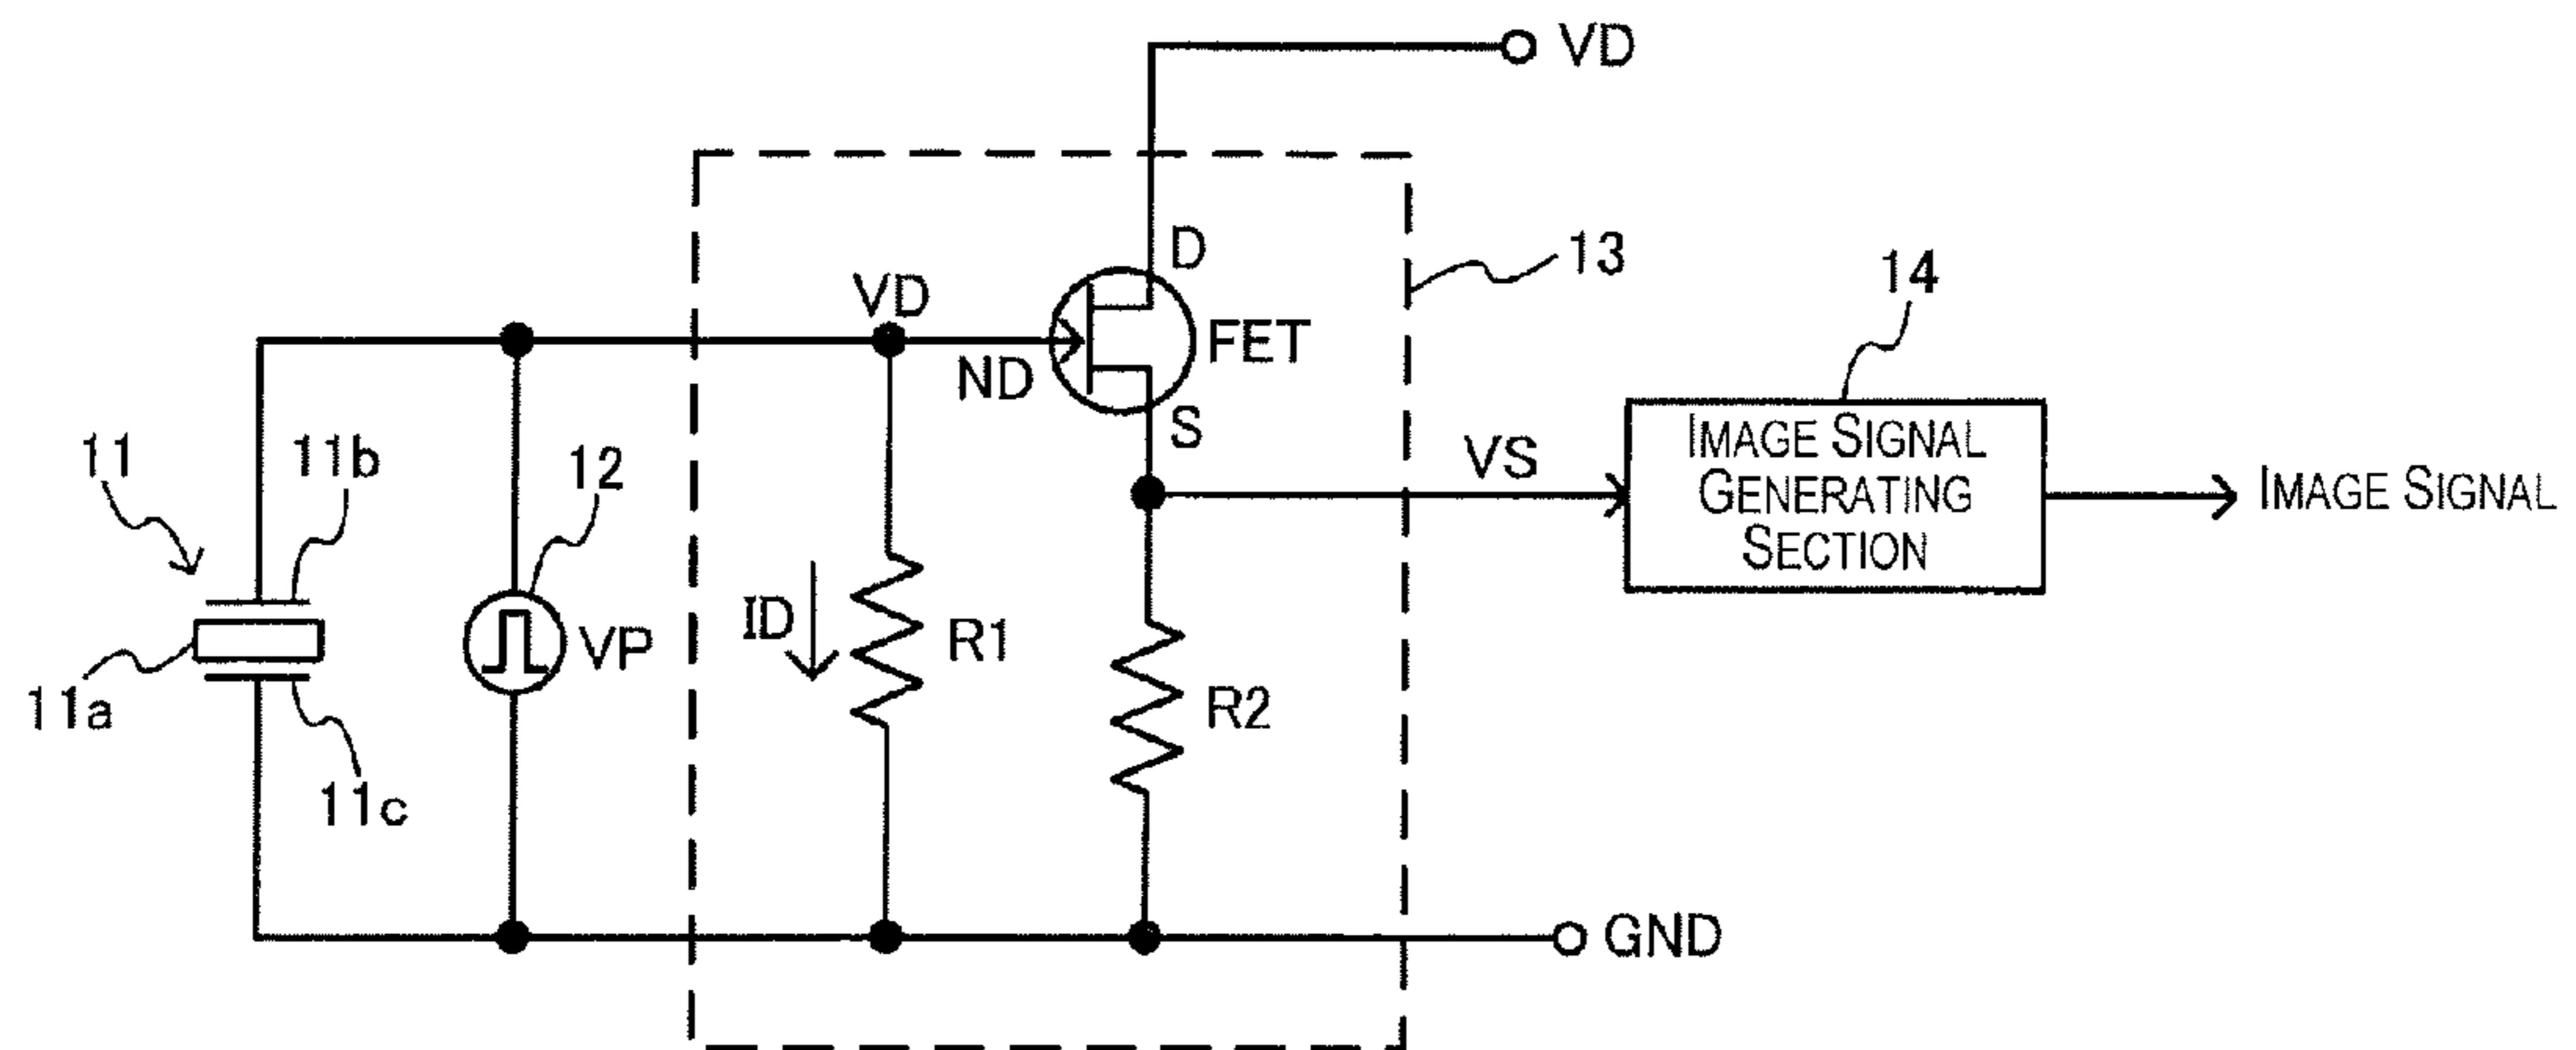 VD
D
13
14
VD
FET
ND
S
IMAGE SIGNAL
GENERATING
SECTION
VS
IMAGE SIGNAL
11
11b
12
ID
R1
VP
11a
R2
11c
GND